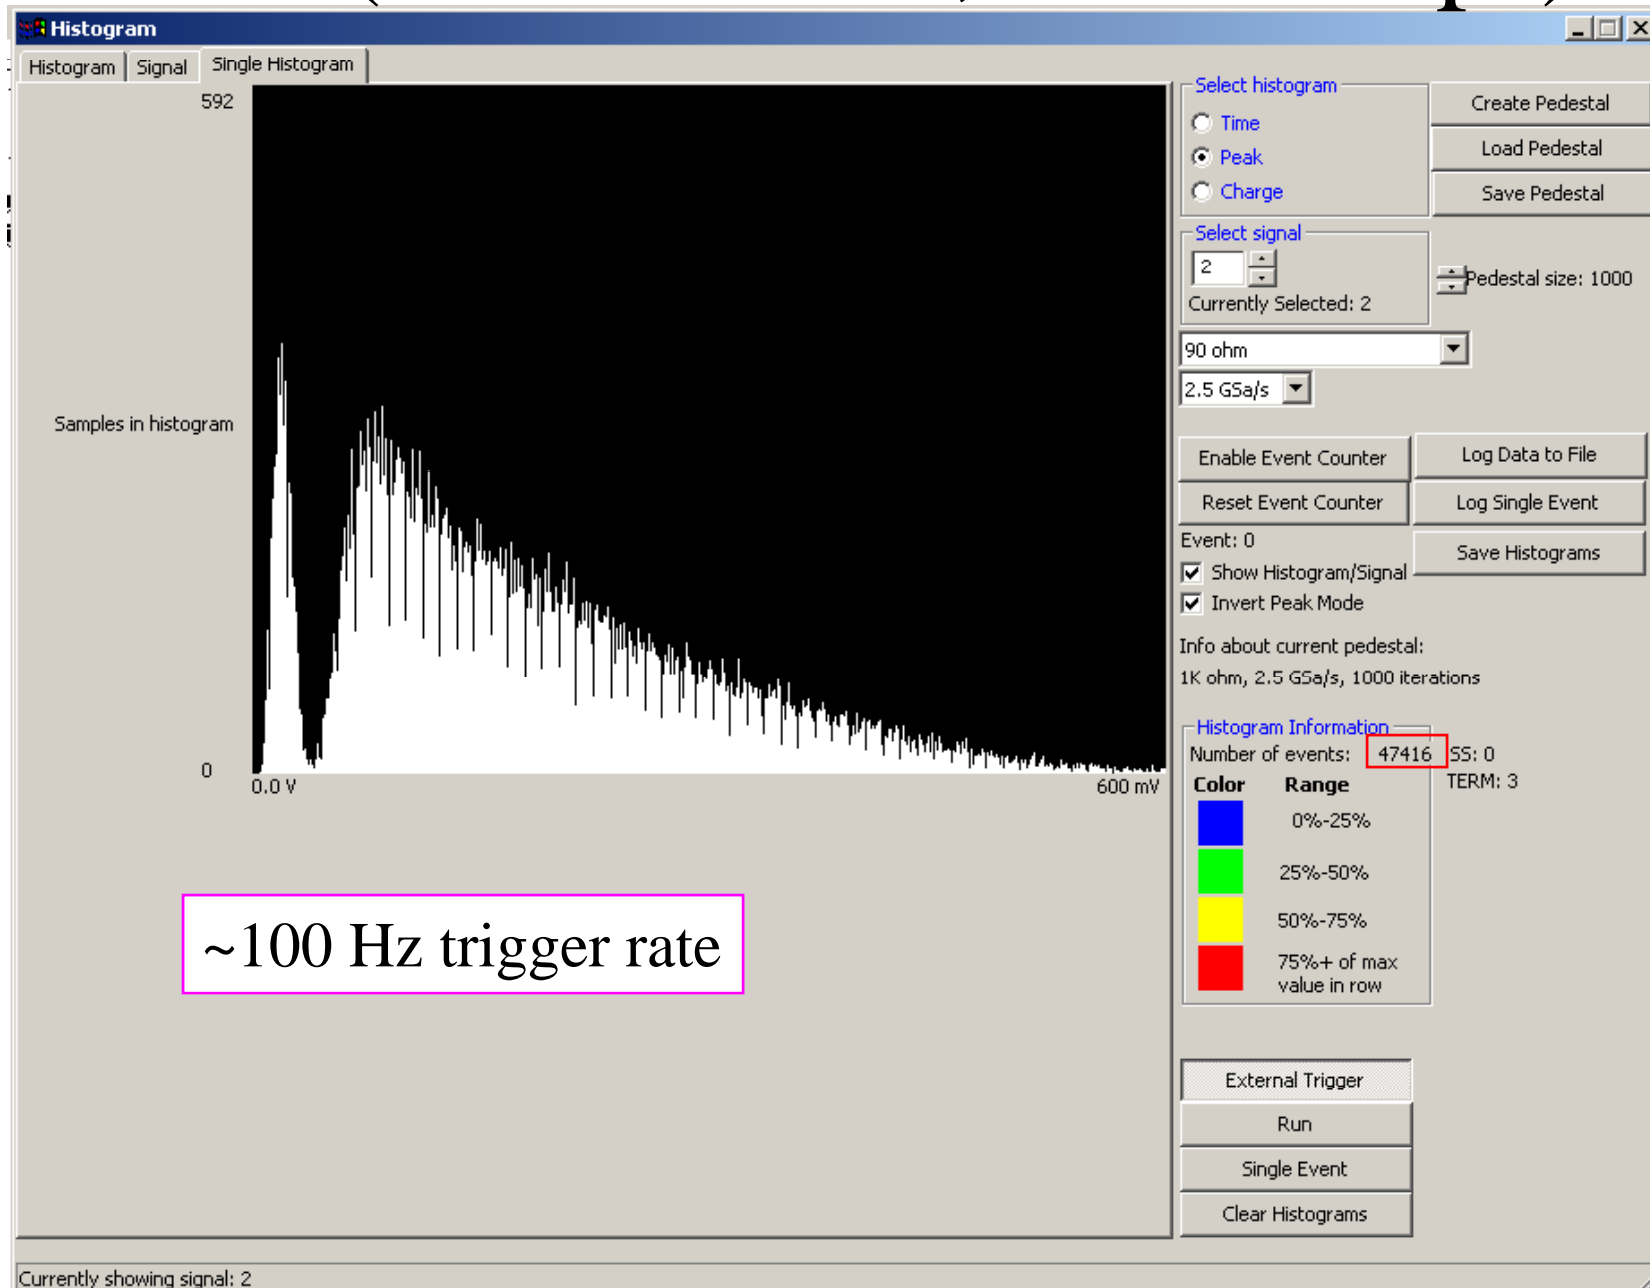 Histogram
Histogram Signal Single Histogram
592
Samples in histogram
0
0.0 V 600 mV
~100 Hz trigger rate
Select histogram
Time
Peak
Charge
Create Pedestal
Load Pedestal
Save Pedestal
Select signal
2
Currently Selected: 2
Pedestal size: 1000
90 ohm
2.5 GSa/s
Enable Event Counter Log Data to File
Reset Event Counter Log Single Event
Event: 0
Save Histograms
Show Histogram/Signal
Invert Peak Mode
Info about current pedestal:
1K ohm, 2.5 GSa/s, 1000 iterations
Histogram Information
Number of events: 47416 SS: 0
TERM: 3
Color Range
0%-25%
25%-50%
50%-75%
75%+ of max
value in row
External Trigger
Run
Single Event
Clear Histograms
Currently showing signal: 2